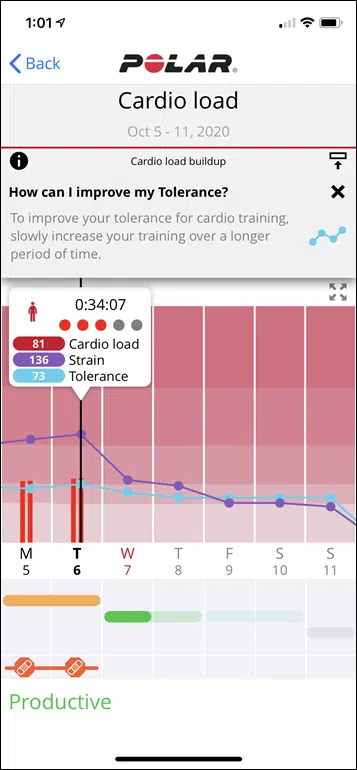 1:01
Back
POLAR
Cardio load
Oct 5 - 11, 2020
Cardio load buildup
How can I improve my Tolerance?
To improve your tolerance for cardio training,
slowly increase your training over a longer
period of time.
0:34:07
81 Cardio load
136 Strain
73 Tolerance
M T W T F S S
5 6 7 8 9 10 11
Productive